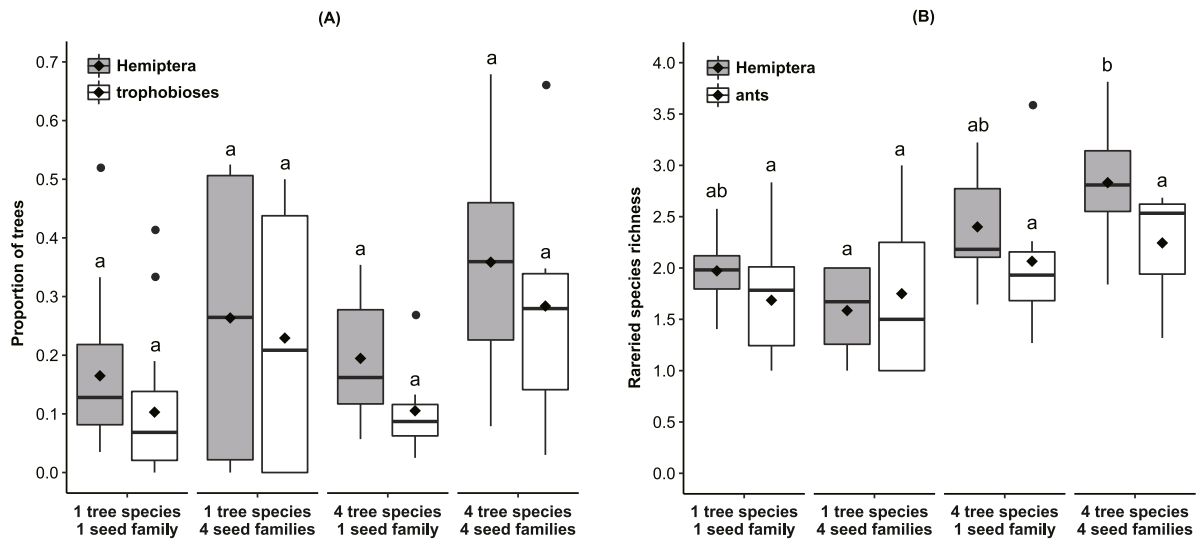 (A)
Proportion of trees
0.7
0.6
0.5
0.4
0.3
0.2
0.1
0.0
Hemiptera
trophobioses
a
a
a
a
a
a
a
a
1 tree species
1 seed family
1 tree species
4 seed families
4 tree species
1 seed family
4 tree species
4 seed families
(B)
Rareried species richness
4.0
3.5
3.0
2.5
2.0
1.5
1.0
0.5
0.0
Hemiptera
ants
ab
a
a
a
ab
a
b
a
1 tree species
1 seed family
1 tree species
4 seed families
4 tree species
1 seed family
4 tree species
4 seed families